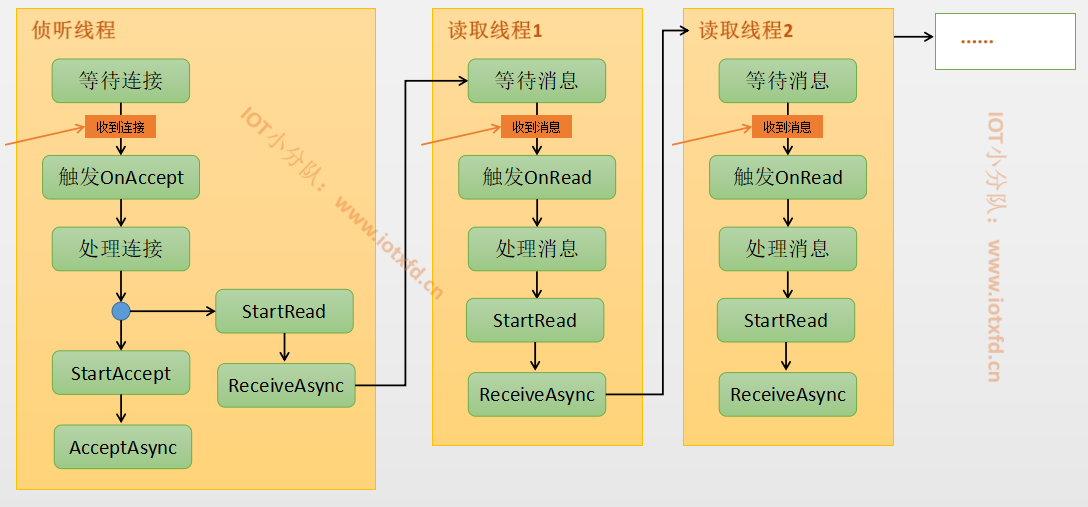 侦听线程
等待连接
收到连接
触发OnAccept
处理连接
StartRead
StartAccept
ReceiveAsync
AcceptAsync
读取线程1
等待消息
收到消息
触发OnRead
处理消息
StartRead
ReceiveAsync
读取线程2
等待消息
收到消息
触发OnRead
处理消息
StartRead
ReceiveAsync
......
IOT小分队：www.iotxfd.cn
IOT小分队：www.iotxfd.cn